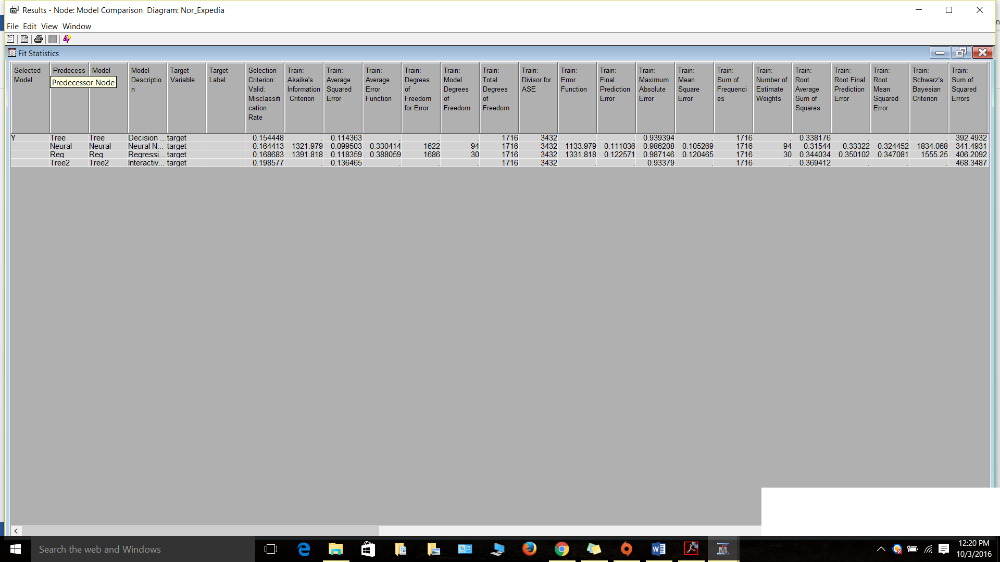 Results - Node: Model Comparison  Diagram: Nor_Expedia
File Edit View Window
Fit Statistics
Selected Model
Predecess
Predecessor Node
Model
Model Descriptio n
Target Variable
Target Label
Selection Criterion: Valid: Misclassifi cation Rate
Train: Akaike's Information Criterion
Train: Average Squared Error
Train: Average Error Function
Train: Degrees of Freedom for Error
Train: Model Degrees of Freedom
Train: Total Degrees of Freedom
Train: Divisor for ASE
Train: Error Function
Train: Final Prediction Error
Train: Maximum Absolute Error
Train: Mean Square Error
Train: Sum of Frequenci es
Train: Number of Estimate Weights
Train: Root Average Sum of Squares
Train: Root Final Prediction Error
Train: Root Mean Squared Error
Train: Schwarz's Bayesian Criterion
Train: Sum of Squared Errors
Y Tree Tree Decision ... target 0.154448 . 0.114363 . . . 1716 3432 . . 0.939394 . 1716 . 0.338176 . . . 392.4932
Neural Neural Neural N... target 0.164413 1321.979 0.099503 0.330414 1622 94 1716 3432 1133.979 0.111036 0.986208 0.105269 1716 94 0.31544 0.33322 0.324452 1834.068 341.4931
Reg Reg Regressi... target 0.168683 1391.818 0.118359 0.388059 1686 30 1716 3432 1331.818 0.122571 0.987146 0.120465 1716 30 0.344034 0.350102 0.347081 1555.25 406.2092
Tree2 Tree2 Interactiv... target 0.198577 . 0.136465 . . . 1716 3432 . . 0.93379 . 1716 . 0.369412 . . . 468.3487
Search the web and Windows
12:20 PM
10/3/2016